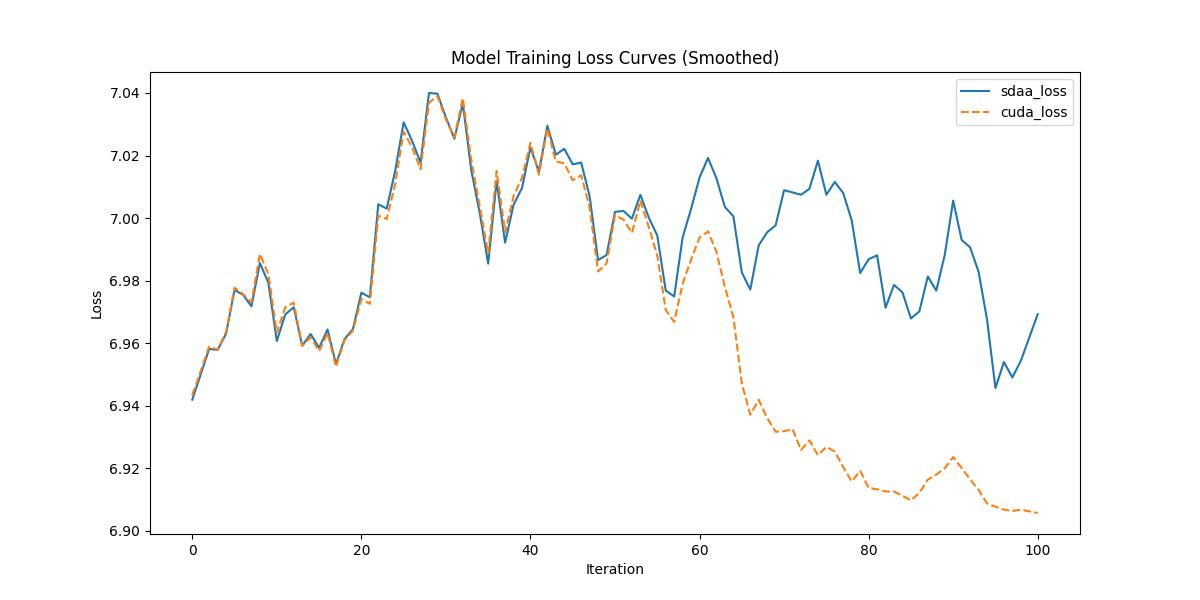 Model Training Loss Curves (Smoothed)
sdaa_loss
cuda_loss
Loss
7.04
7.02
7.00
6.98
6.96
6.94
6.92
6.90
0 20 40 60 80 100
Iteration